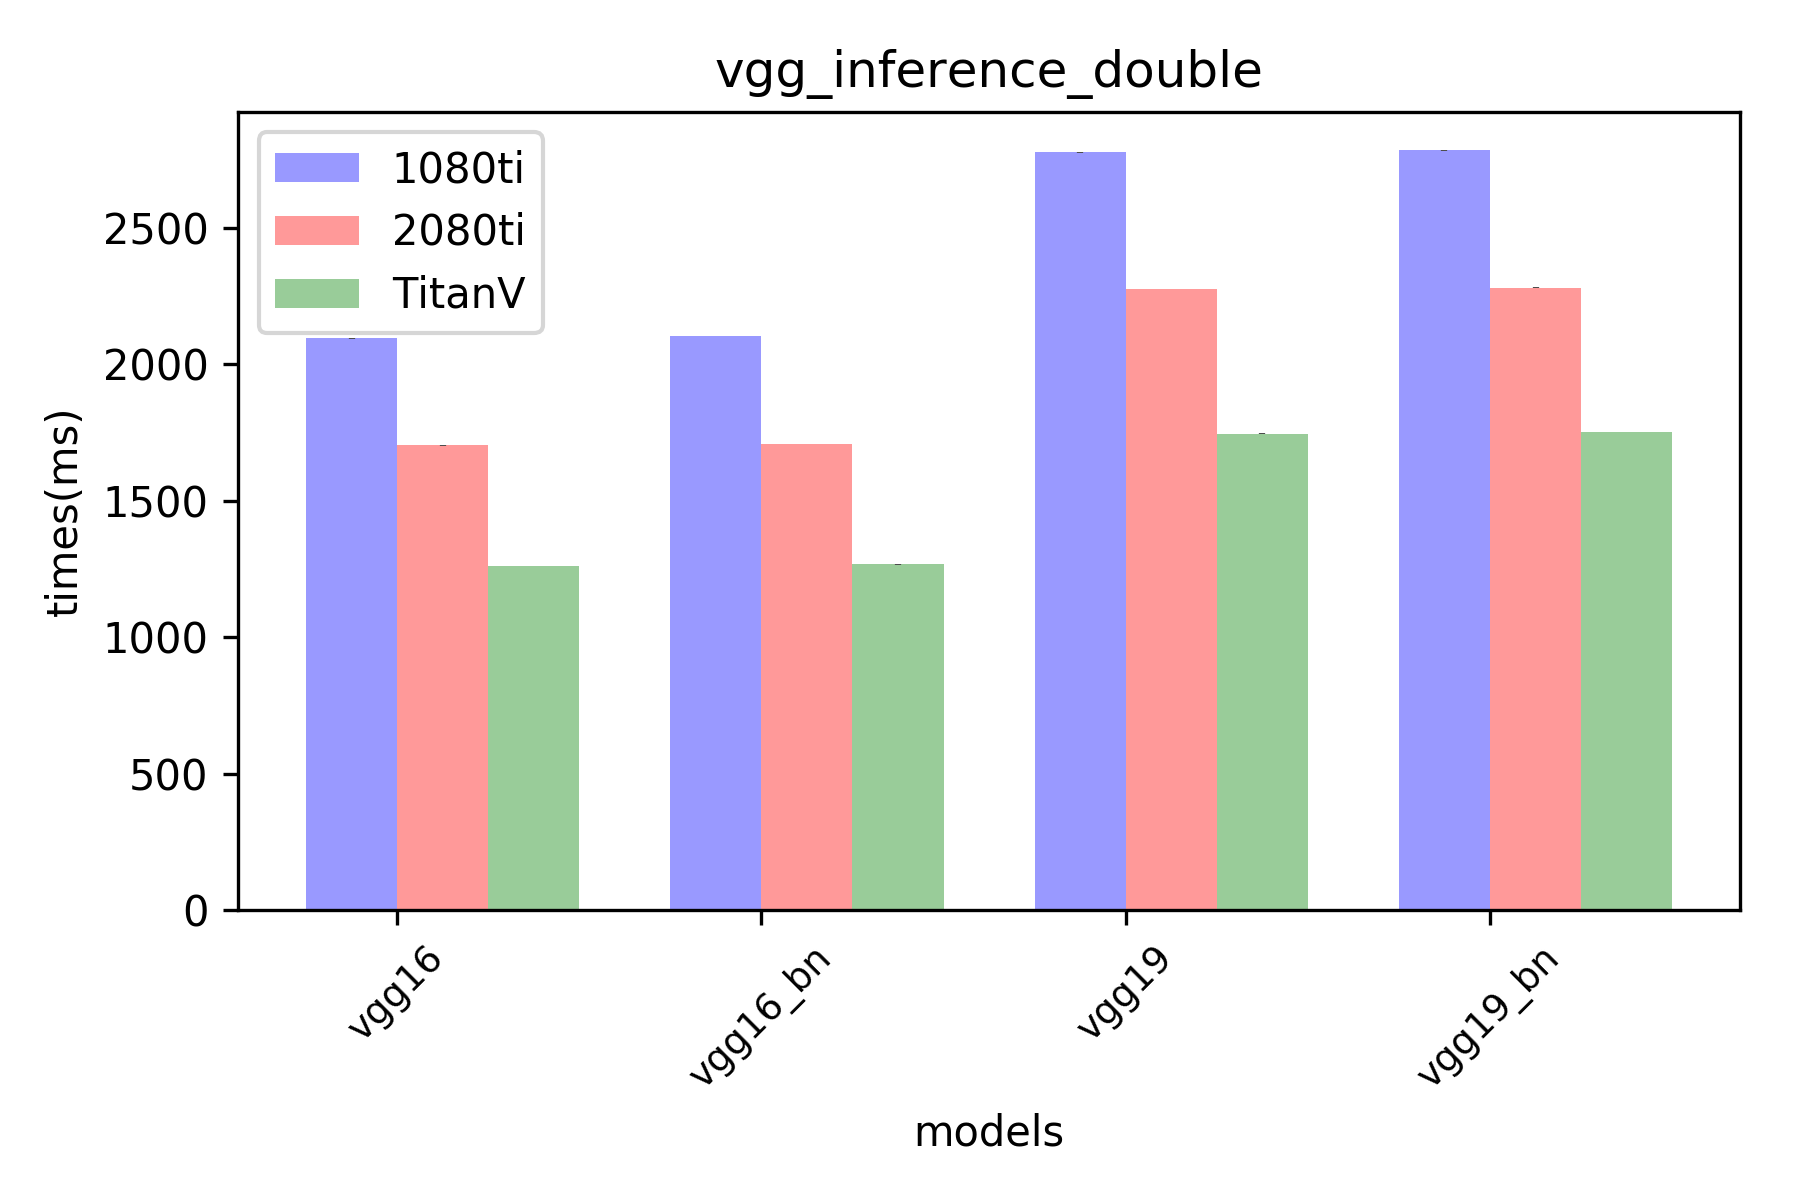 vgg_inference_double
1080ti
2080ti
TitanV
2500
2000
1500
1000
500
0
times(ms)
vgg16
vgg16_bn
vgg19
vgg19_bn
models